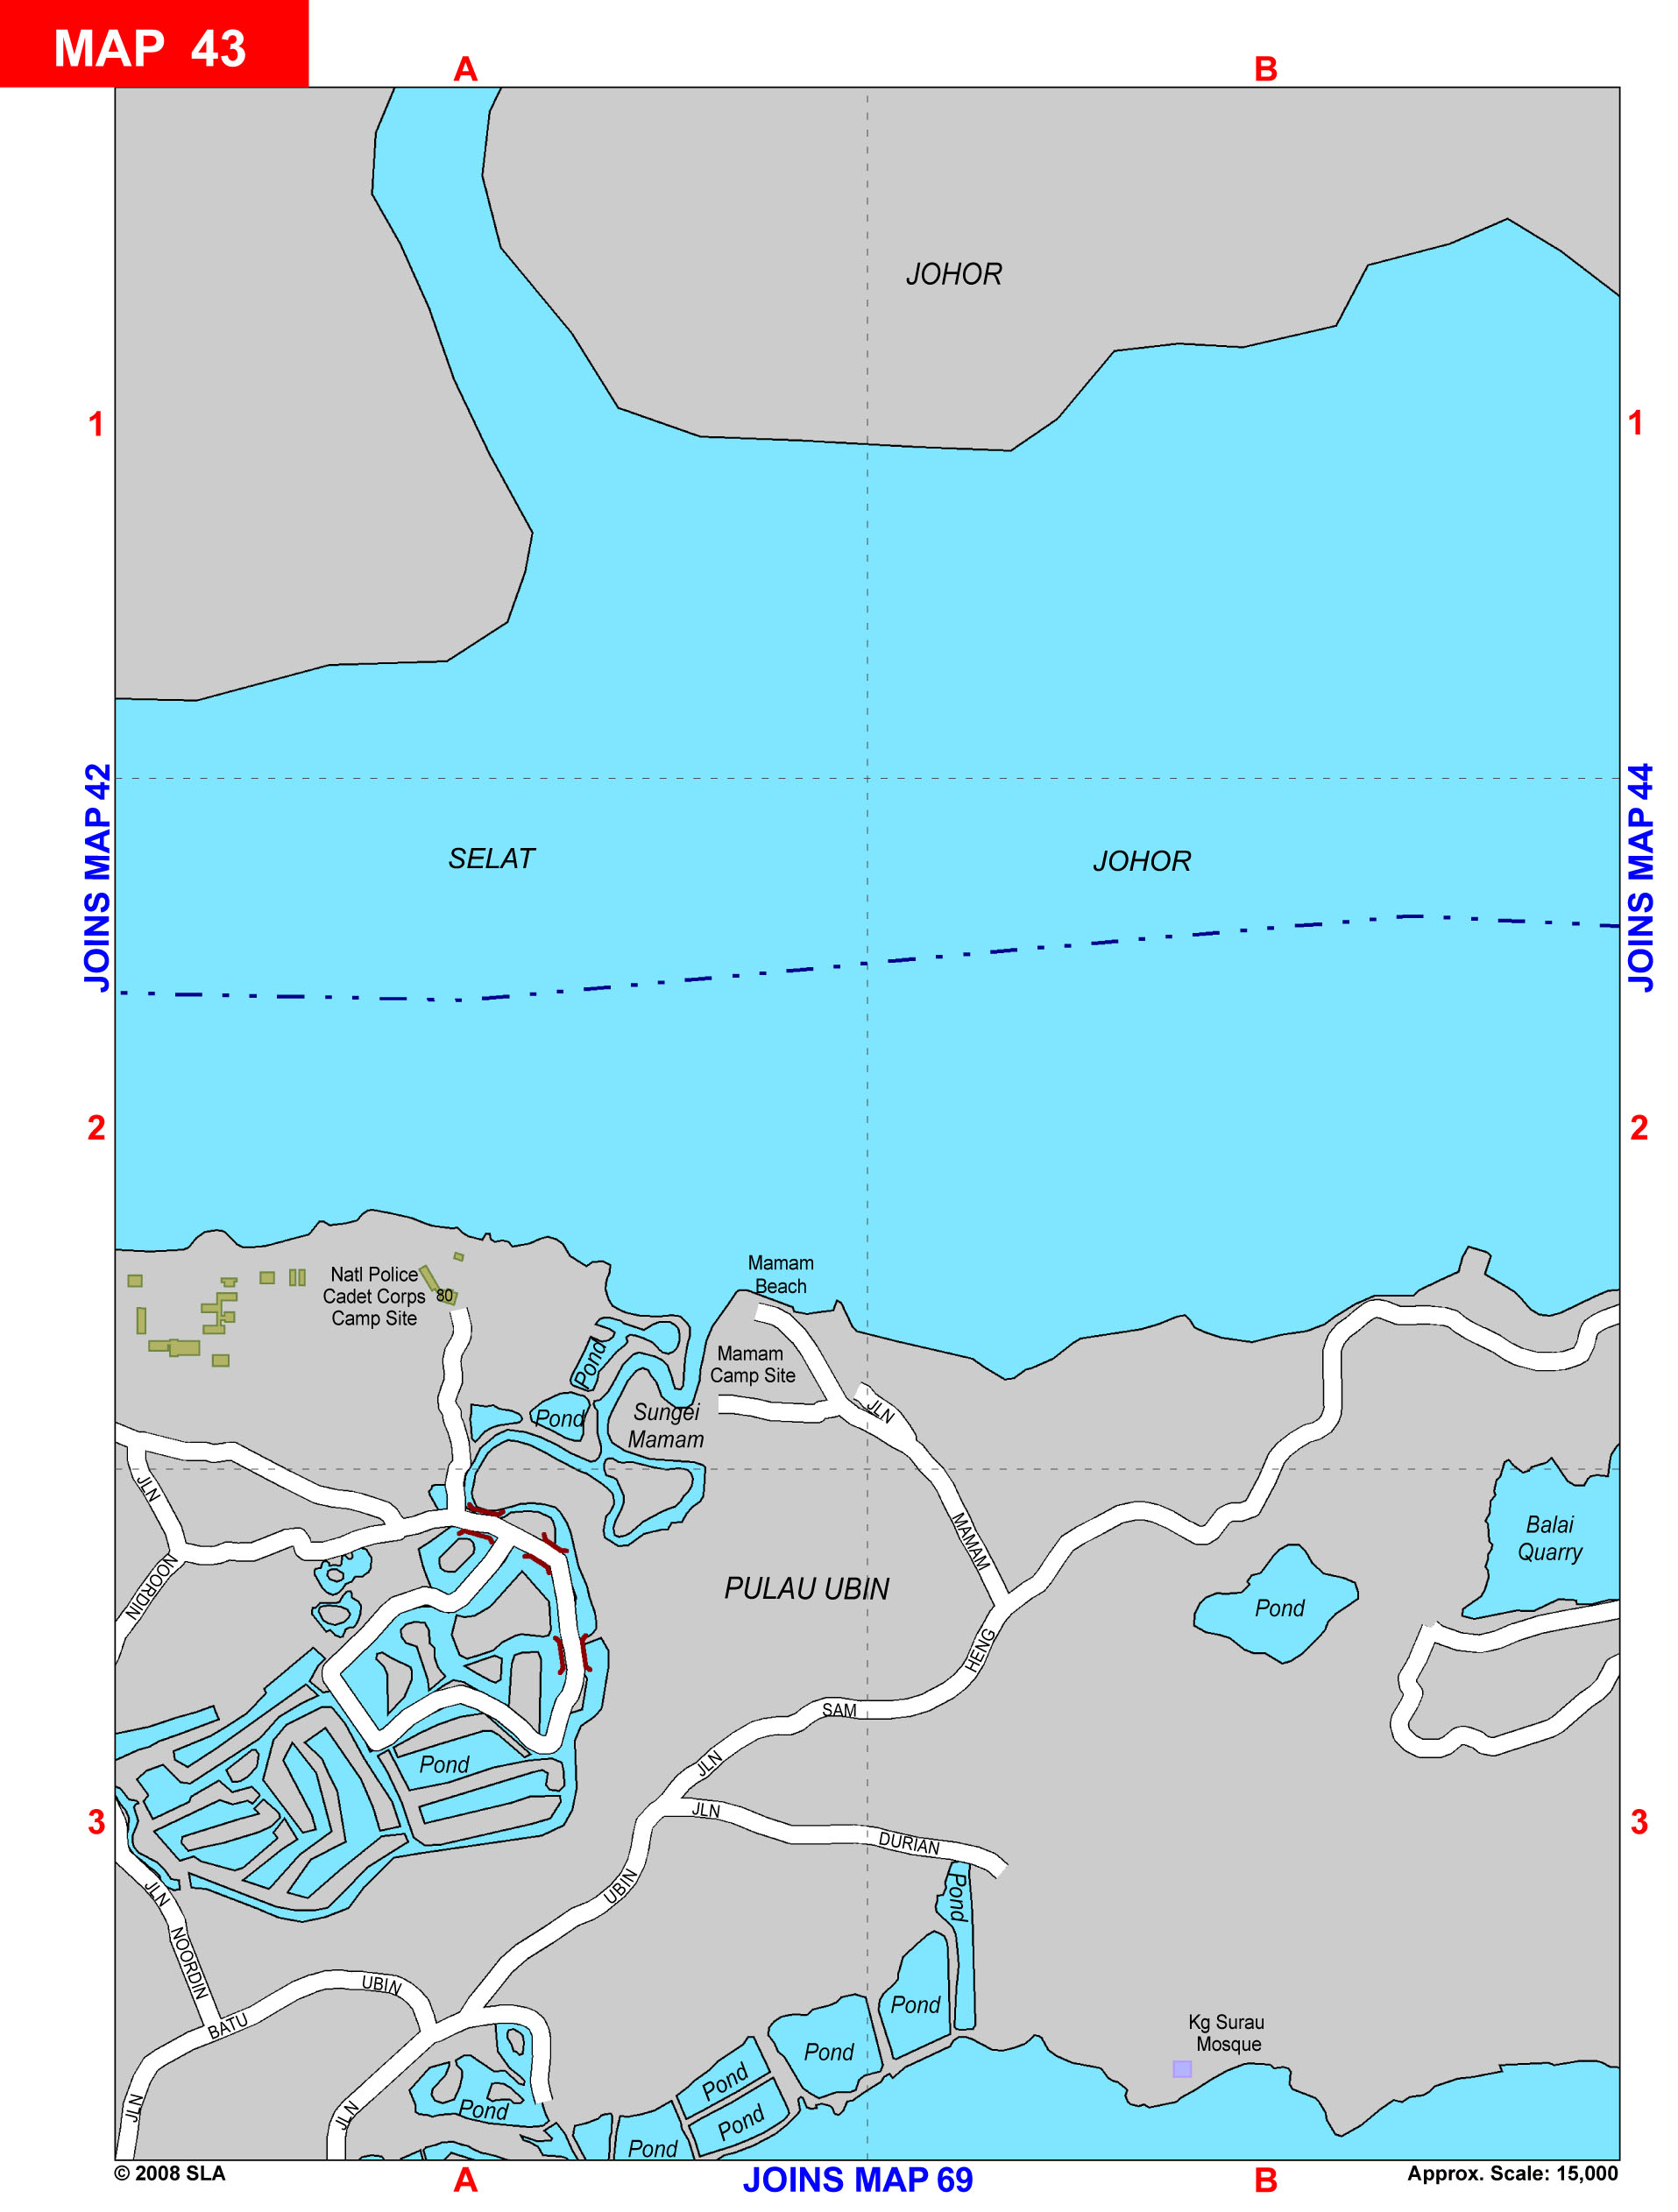 MAP 43
A
B
JOHOR
1
1
JOINS MAP 42
JOINS MAP 44
SELAT
JOHOR
2
2
Mamam
Beach
Natl Police
Cadet Corps
Camp Site
80
Mamam
Camp Site
Pond
Pond
Sungei
Mamam
JLN
JLN
MAMAM
Balai
Quarry
NOORDIN
PULAU UBIN
Pond
HENG
SAM
JLN
Pond
3
3
JLN
DURIAN
UBIN
JLN
Pond
NOORDIN
UBIN
Pond
BATU
Kg Surau
Mosque
Pond
Pond
JLN
JLN
Pond
Pond
Pond
© 2008 SLA
A
JOINS MAP 69
B
Approx. Scale: 15,000